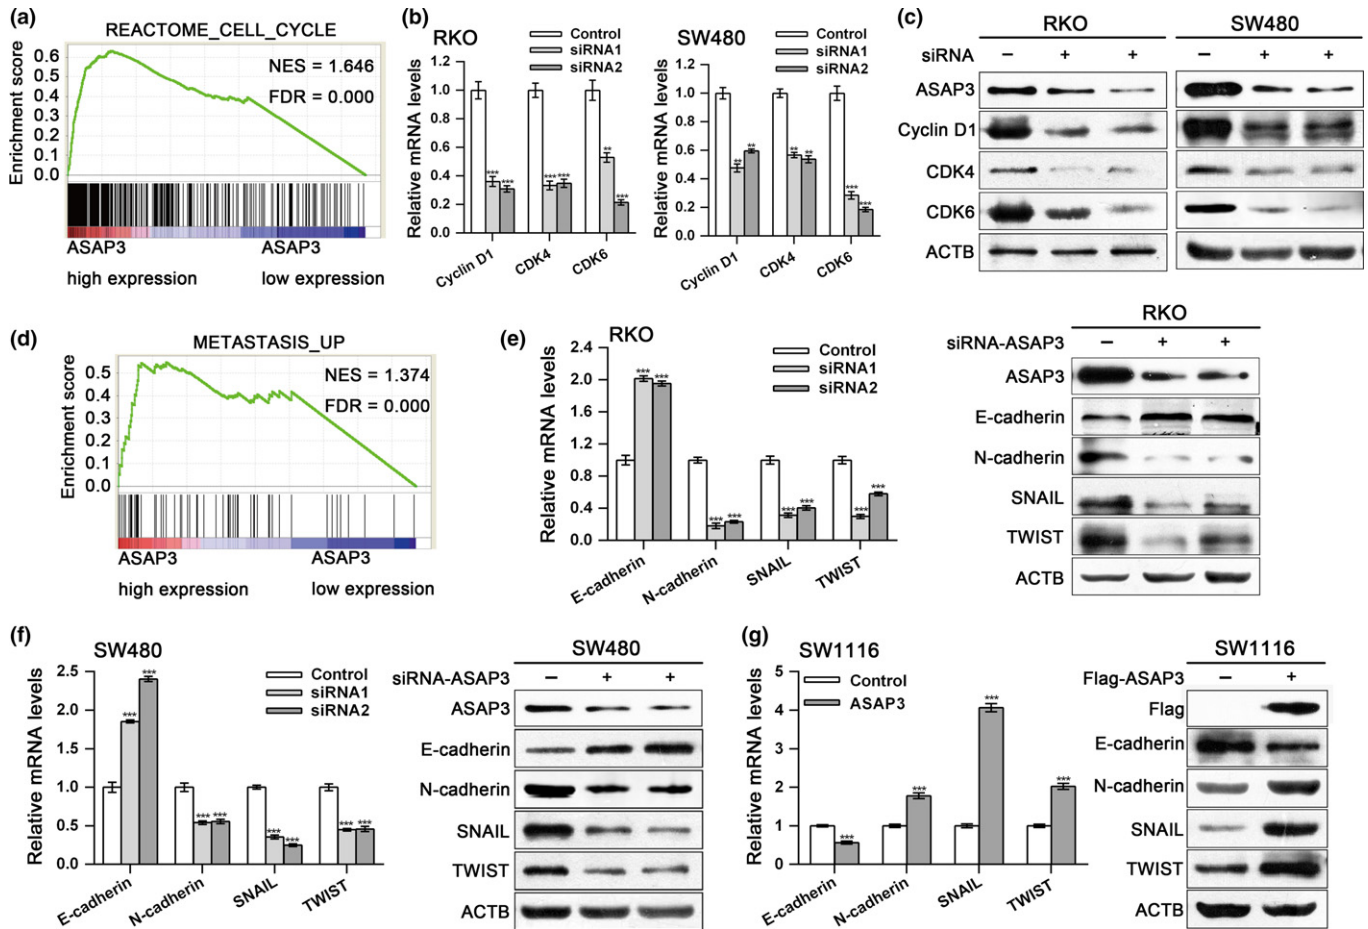 (a)
REACTOME_CELL_CYCLE
Enrichment score
0.6
0.5
0.4
0.3
0.2
0.1
0.0
NES = 1.646
FDR = 0.000
ASAP3
ASAP3
high expression
low expression
(b)
RKO
Control
siRNA1
siRNA2
Relative mRNA levels
1.2
1.0
0.8
0.6
0.4
0.2
0.0
*** ***
*** ***
** ***
Cyclin D1
CDK4
CDK6
SW480
Control
siRNA1
siRNA2
Relative mRNA levels
1.2
1.0
0.8
0.6
0.4
0.2
0.0
** **
** **
*** ***
Cyclin D1
CDK4
CDK6
(c)
RKO
SW480
siRNA − + + − + +
ASAP3
Cyclin D1
CDK4
CDK6
ACTB
(d)
METASTASIS_UP
Enrichment score
0.5
0.4
0.3
0.2
0.1
0.0
NES = 1.374
FDR = 0.000
ASAP3
ASAP3
high expression
low expression
(e)
RKO
Control
siRNA1
siRNA2
Relative mRNA levels
2.4
2.0
1.6
1.2
0.8
0.4
0.0
*** ***
*** ***
*** ***
*** ***
E-cadherin
N-cadherin
SNAIL
TWIST
RKO
siRNA-ASAP3 − + +
ASAP3
E-cadherin
N-cadherin
SNAIL
TWIST
ACTB
(f)
SW480
Control
siRNA1
siRNA2
Relative mRNA levels
2.5
2.0
1.5
1.0
0.5
0.0
*** ***
*** ***
*** ***
*** ***
E-cadherin
N-cadherin
SNAIL
TWIST
SW480
siRNA-ASAP3 − + +
ASAP3
E-cadherin
N-cadherin
SNAIL
TWIST
ACTB
(g)
SW1116
Control
ASAP3
Relative mRNA levels
5
4
3
2
1
0
***
***
***
***
E-cadherin
N-cadherin
SNAIL
TWIST
SW1116
Flag-ASAP3 − +
Flag
E-cadherin
N-cadherin
SNAIL
TWIST
ACTB